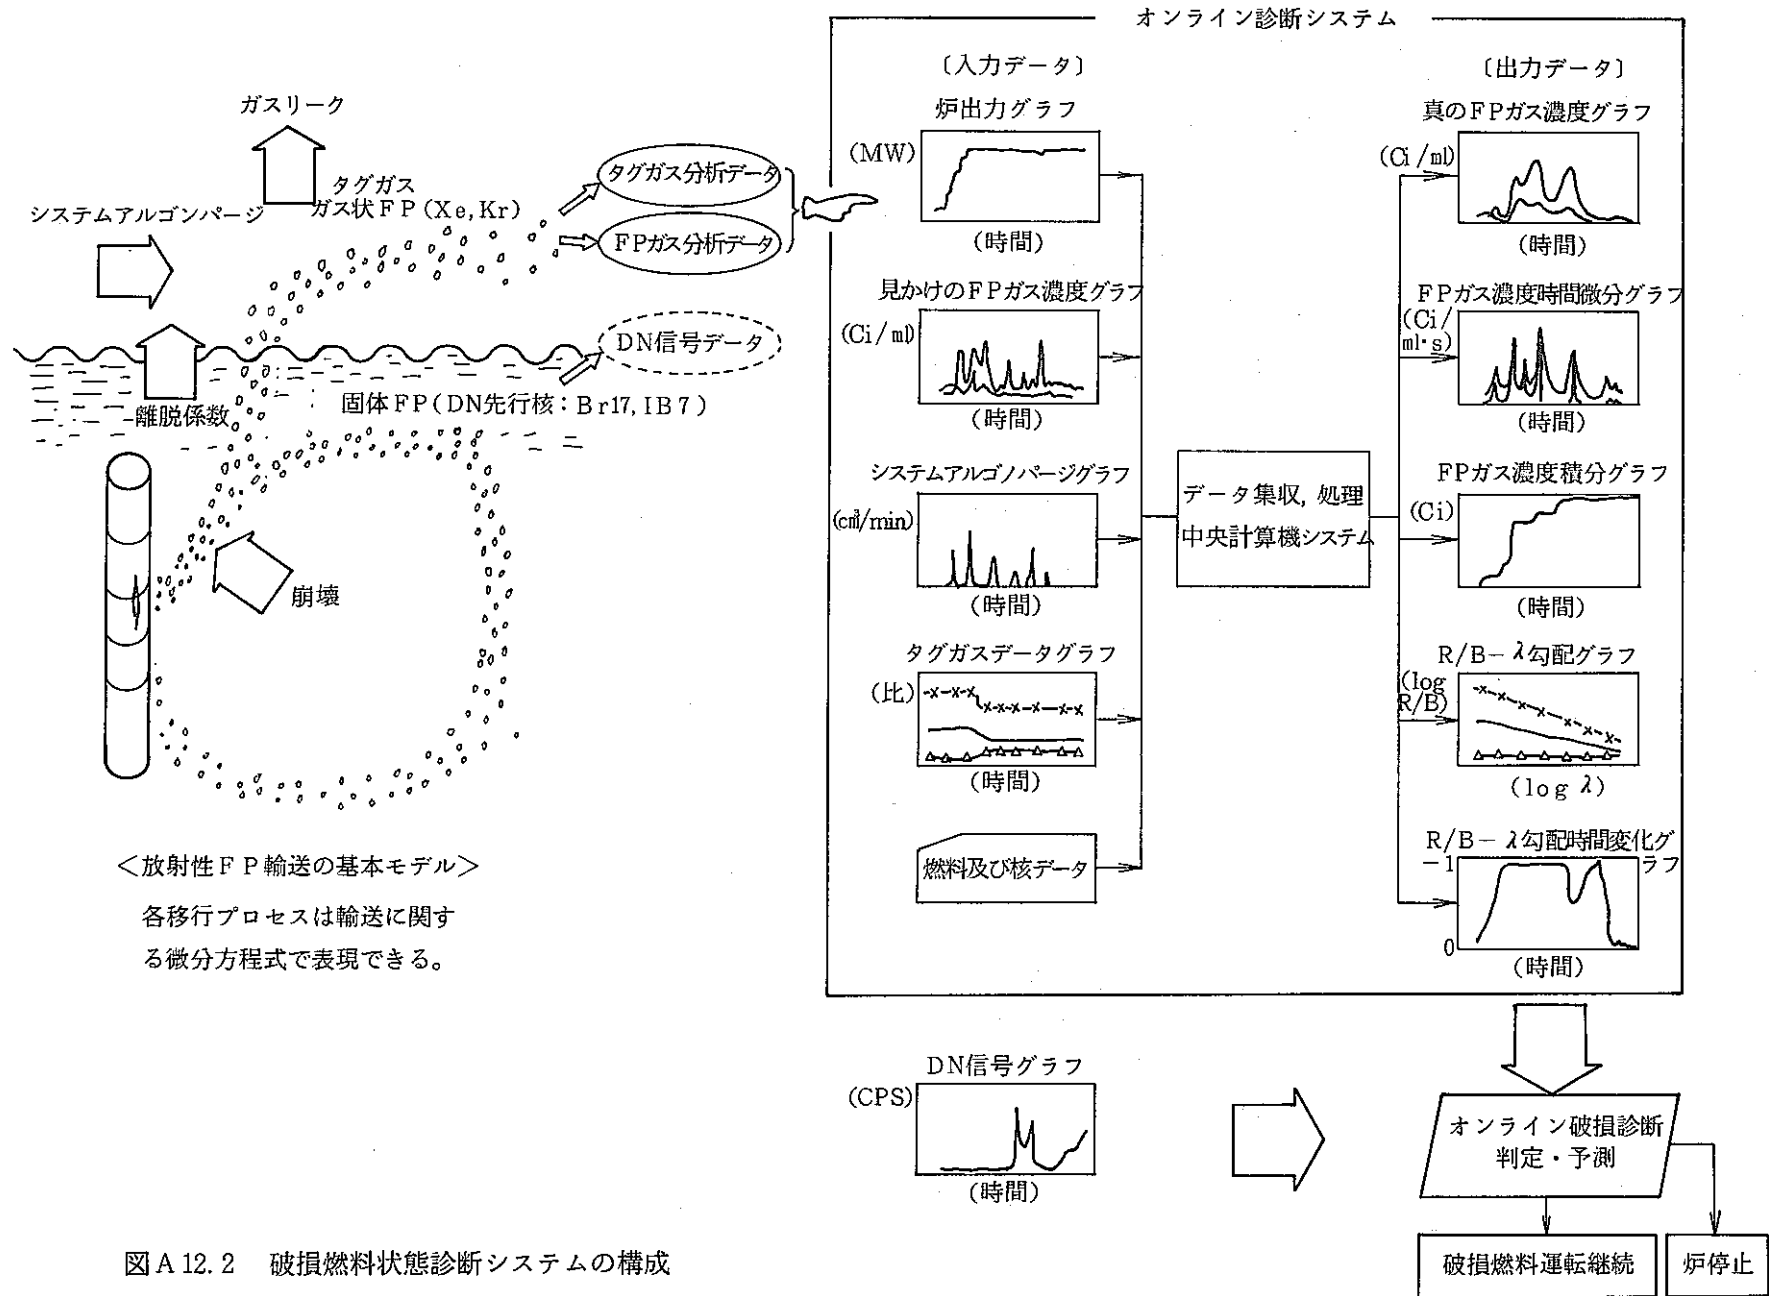 ガスリーク
タグガス
ガス状FP(Xe,Kr)
システムアルゴンパージ
タグガス分析データ
FPガス分析データ
DN信号データ
固体FP(DN先行核:Br17,IB7)
離脱係数
崩壊
<放射性FP輸送の基本モデル>
各移行プロセスは輸送に関す
る微分方程式で表現できる。
オンライン診断システム
〔入力データ〕
炉出力グラフ
(MW)
(時間)
見かけのFPガス濃度グラフ
(Ci/ml)
(時間)
システムアルゴノパージグラフ
(cm³/min)
(時間)
タグガスデータグラフ
(比)
(時間)
燃料及び核データ
データ集収,処理
中央計算機システム
〔出力データ〕
真のFPガス濃度グラフ
(Ci/ml)
(時間)
FPガス濃度時間微分グラフ
(Ci/
ml·s)
(時間)
FPガス濃度積分グラフ
(Ci)
(時間)
R/B-λ勾配グラフ
(log
R/B)
(log λ)
R/B-λ勾配時間変化グ
ラフ
-1
0
(時間)
DN信号グラフ
(CPS)
(時間)
オンライン破損診断
判定・予測
破損燃料運転継続
炉停止
図A12.2 破損燃料状態診断システムの構成